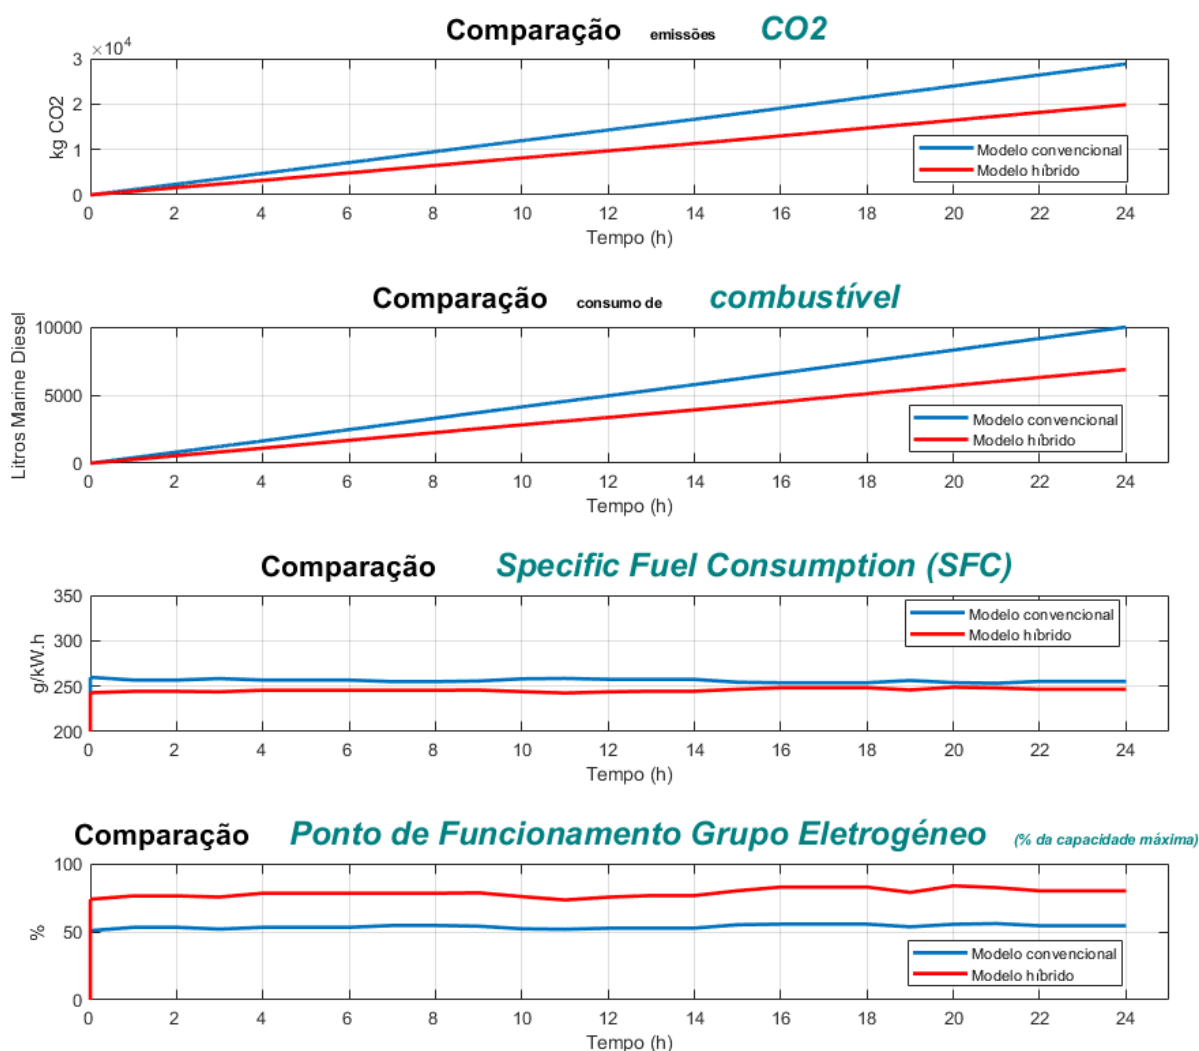 Comparação emissões CO2
×10⁴
3
2
1
0
kg CO2
Modelo convencional
Modelo híbrido
0 2 4 6 8 10 12 14 16 18 20 22 24
Tempo (h)
Comparação consumo de combustível
10000
5000
0
Litros Marine Diesel
Modelo convencional
Modelo híbrido
0 2 4 6 8 10 12 14 16 18 20 22 24
Tempo (h)
Comparação Specific Fuel Consumption (SFC)
350
300
250
200
g/kW.h
Modelo convencional
Modelo híbrido
0 2 4 6 8 10 12 14 16 18 20 22 24
Tempo (h)
Comparação Ponto de Funcionamento Grupo Eletrogéneo (% da capacidade máxima)
100
50
0
%
Modelo convencional
Modelo híbrido
0 2 4 6 8 10 12 14 16 18 20 22 24
Tempo (h)